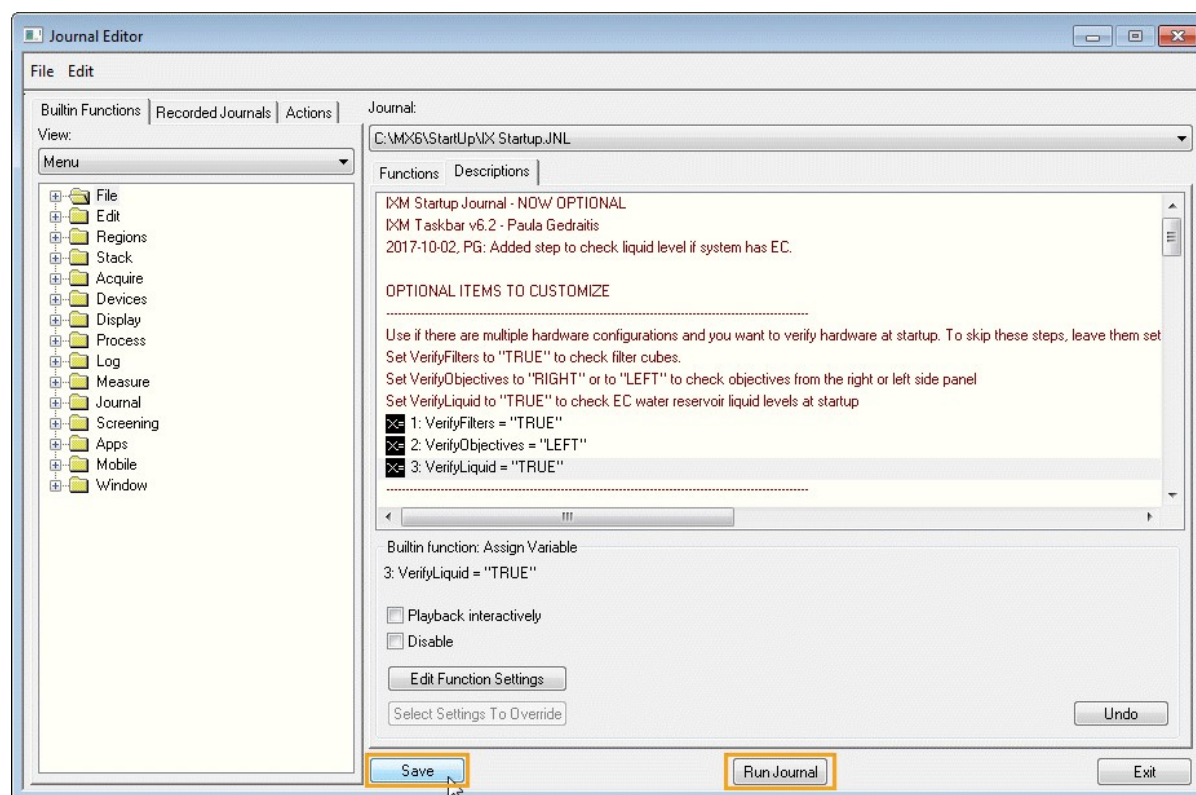 Journal Editor
File Edit
Builtin Functions Recorded Journals Actions
View:
Menu
File
Edit
Regions
Stack
Acquire
Devices
Display
Process
Log
Measure
Journal
Screening
Apps
Mobile
Window
Journal:
C:\MX6\StartUp\IX Startup.JNL
Functions Descriptions
IXM Startup Journal - NOW OPTIONAL
IXM Taskbar v6.2 - Paula Gedraitis
2017-10-02, PG: Added step to check liquid level if system has EC.
OPTIONAL ITEMS TO CUSTOMIZE
Use if there are multiple hardware configurations and you want to verify hardware at startup. To skip these steps, leave them set
Set VerifyFilters to "TRUE" to check filter cubes.
Set VerifyObjectives to "RIGHT" or to "LEFT" to check objectives from the right or left side panel
Set VerifyLiquid to "TRUE" to check EC water reservoir liquid levels at startup
X= 1: VerifyFilters = "TRUE"
X= 2: VerifyObjectives = "LEFT"
X= 3: VerifyLiquid = "TRUE"
Builtin function: Assign Variable
3: VerifyLiquid = "TRUE"
Playback interactively
Disable
Edit Function Settings
Select Settings To Override
Undo
Save
Run Journal
Exit